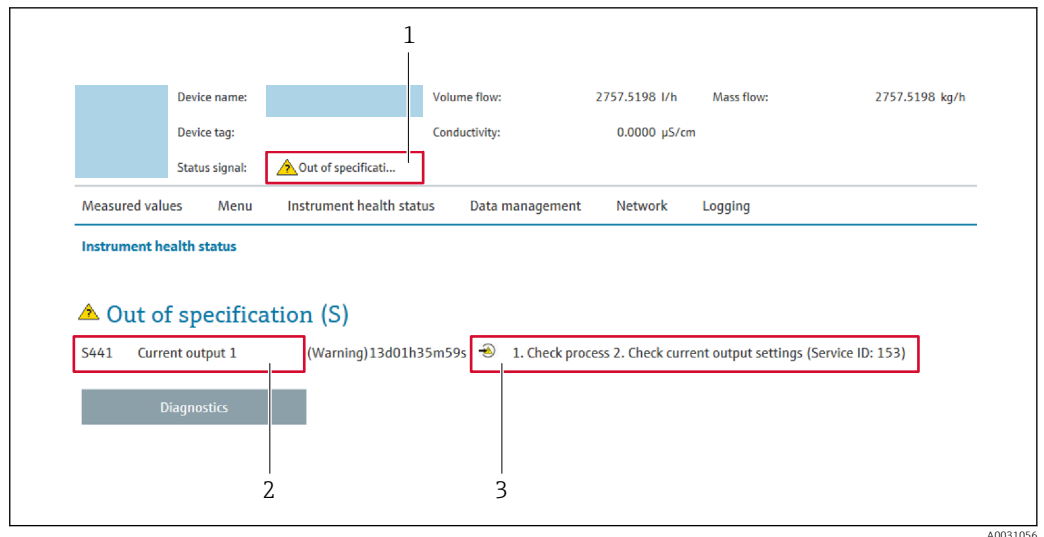 1
Device name: Volume flow: 2757.5198 l/h Mass flow: 2757.5198 kg/h
Device tag: Conductivity: 0.0000 µS/cm
Status signal: Out of specificati...
Measured values Menu Instrument health status Data management Network Logging
Instrument health status
Out of specification (S)
S441 Current output 1 (Warning)13d01h35m59s 1. Check process 2. Check current output settings (Service ID: 153)
Diagnostics
2 3
A0031056